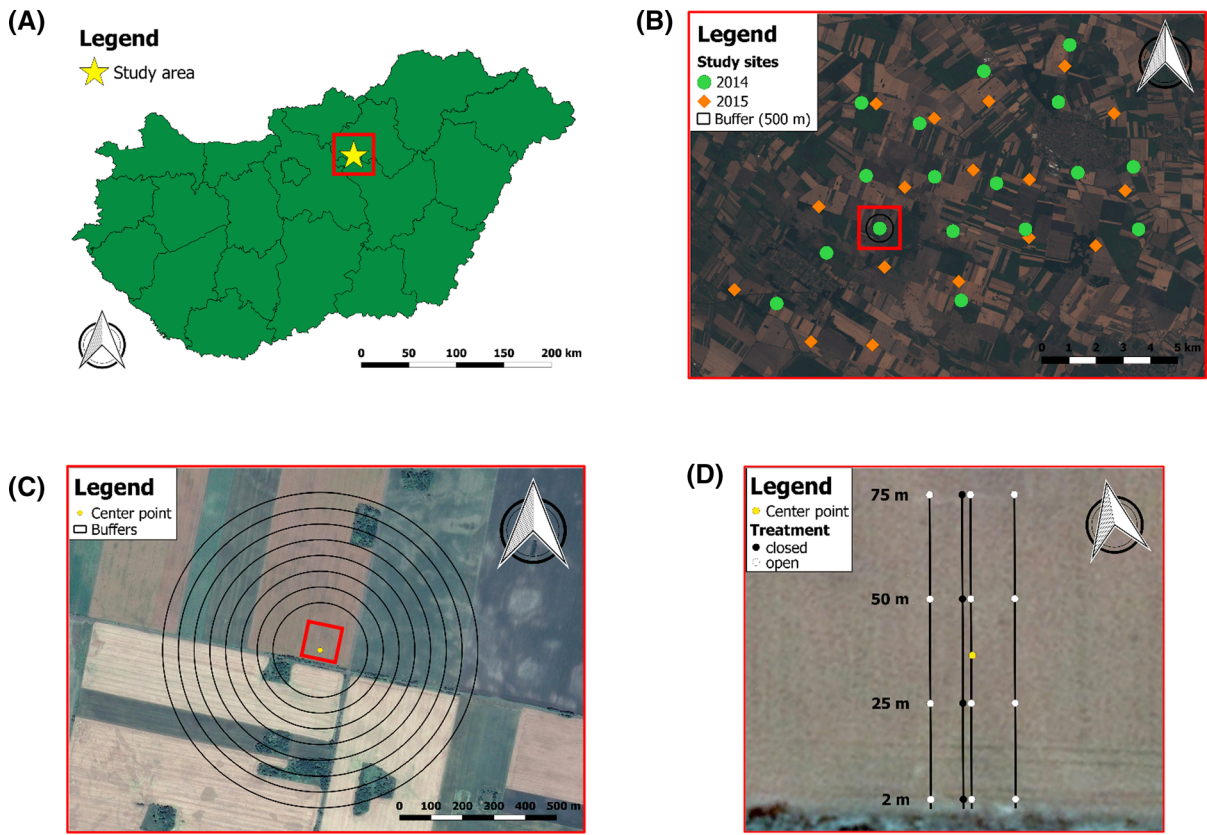 (A)
Legend
Study area
0 50 100 150 200 km
(B)
Legend
Study sites
2014
2015
Buffer (500 m)
0 1 2 3 4 5 km
(C)
Legend
Center point
Buffers
0 100 200 300 400 500 m
(D)
Legend
Center point
Treatment
closed
open
75 m
50 m
25 m
2 m